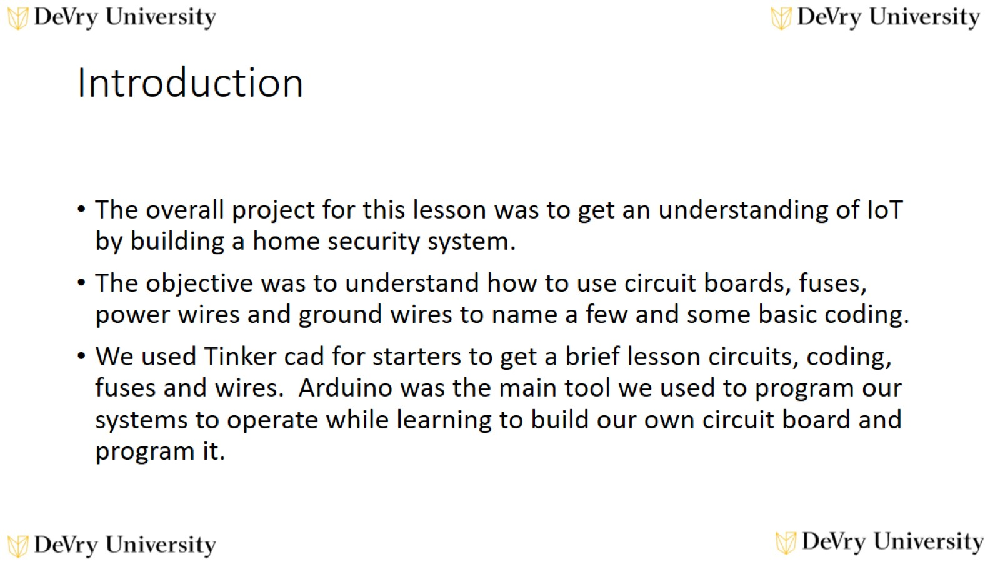 DeVry University
DeVry University
Introduction
• The overall project for this lesson was to get an understanding of IoT
by building a home security system.
• The objective was to understand how to use circuit boards, fuses,
power wires and ground wires to name a few and some basic coding.
• We used Tinker cad for starters to get a brief lesson circuits, coding,
fuses and wires.  Arduino was the main tool we used to program our
systems to operate while learning to build our own circuit board and
program it.
DeVry University
DeVry University